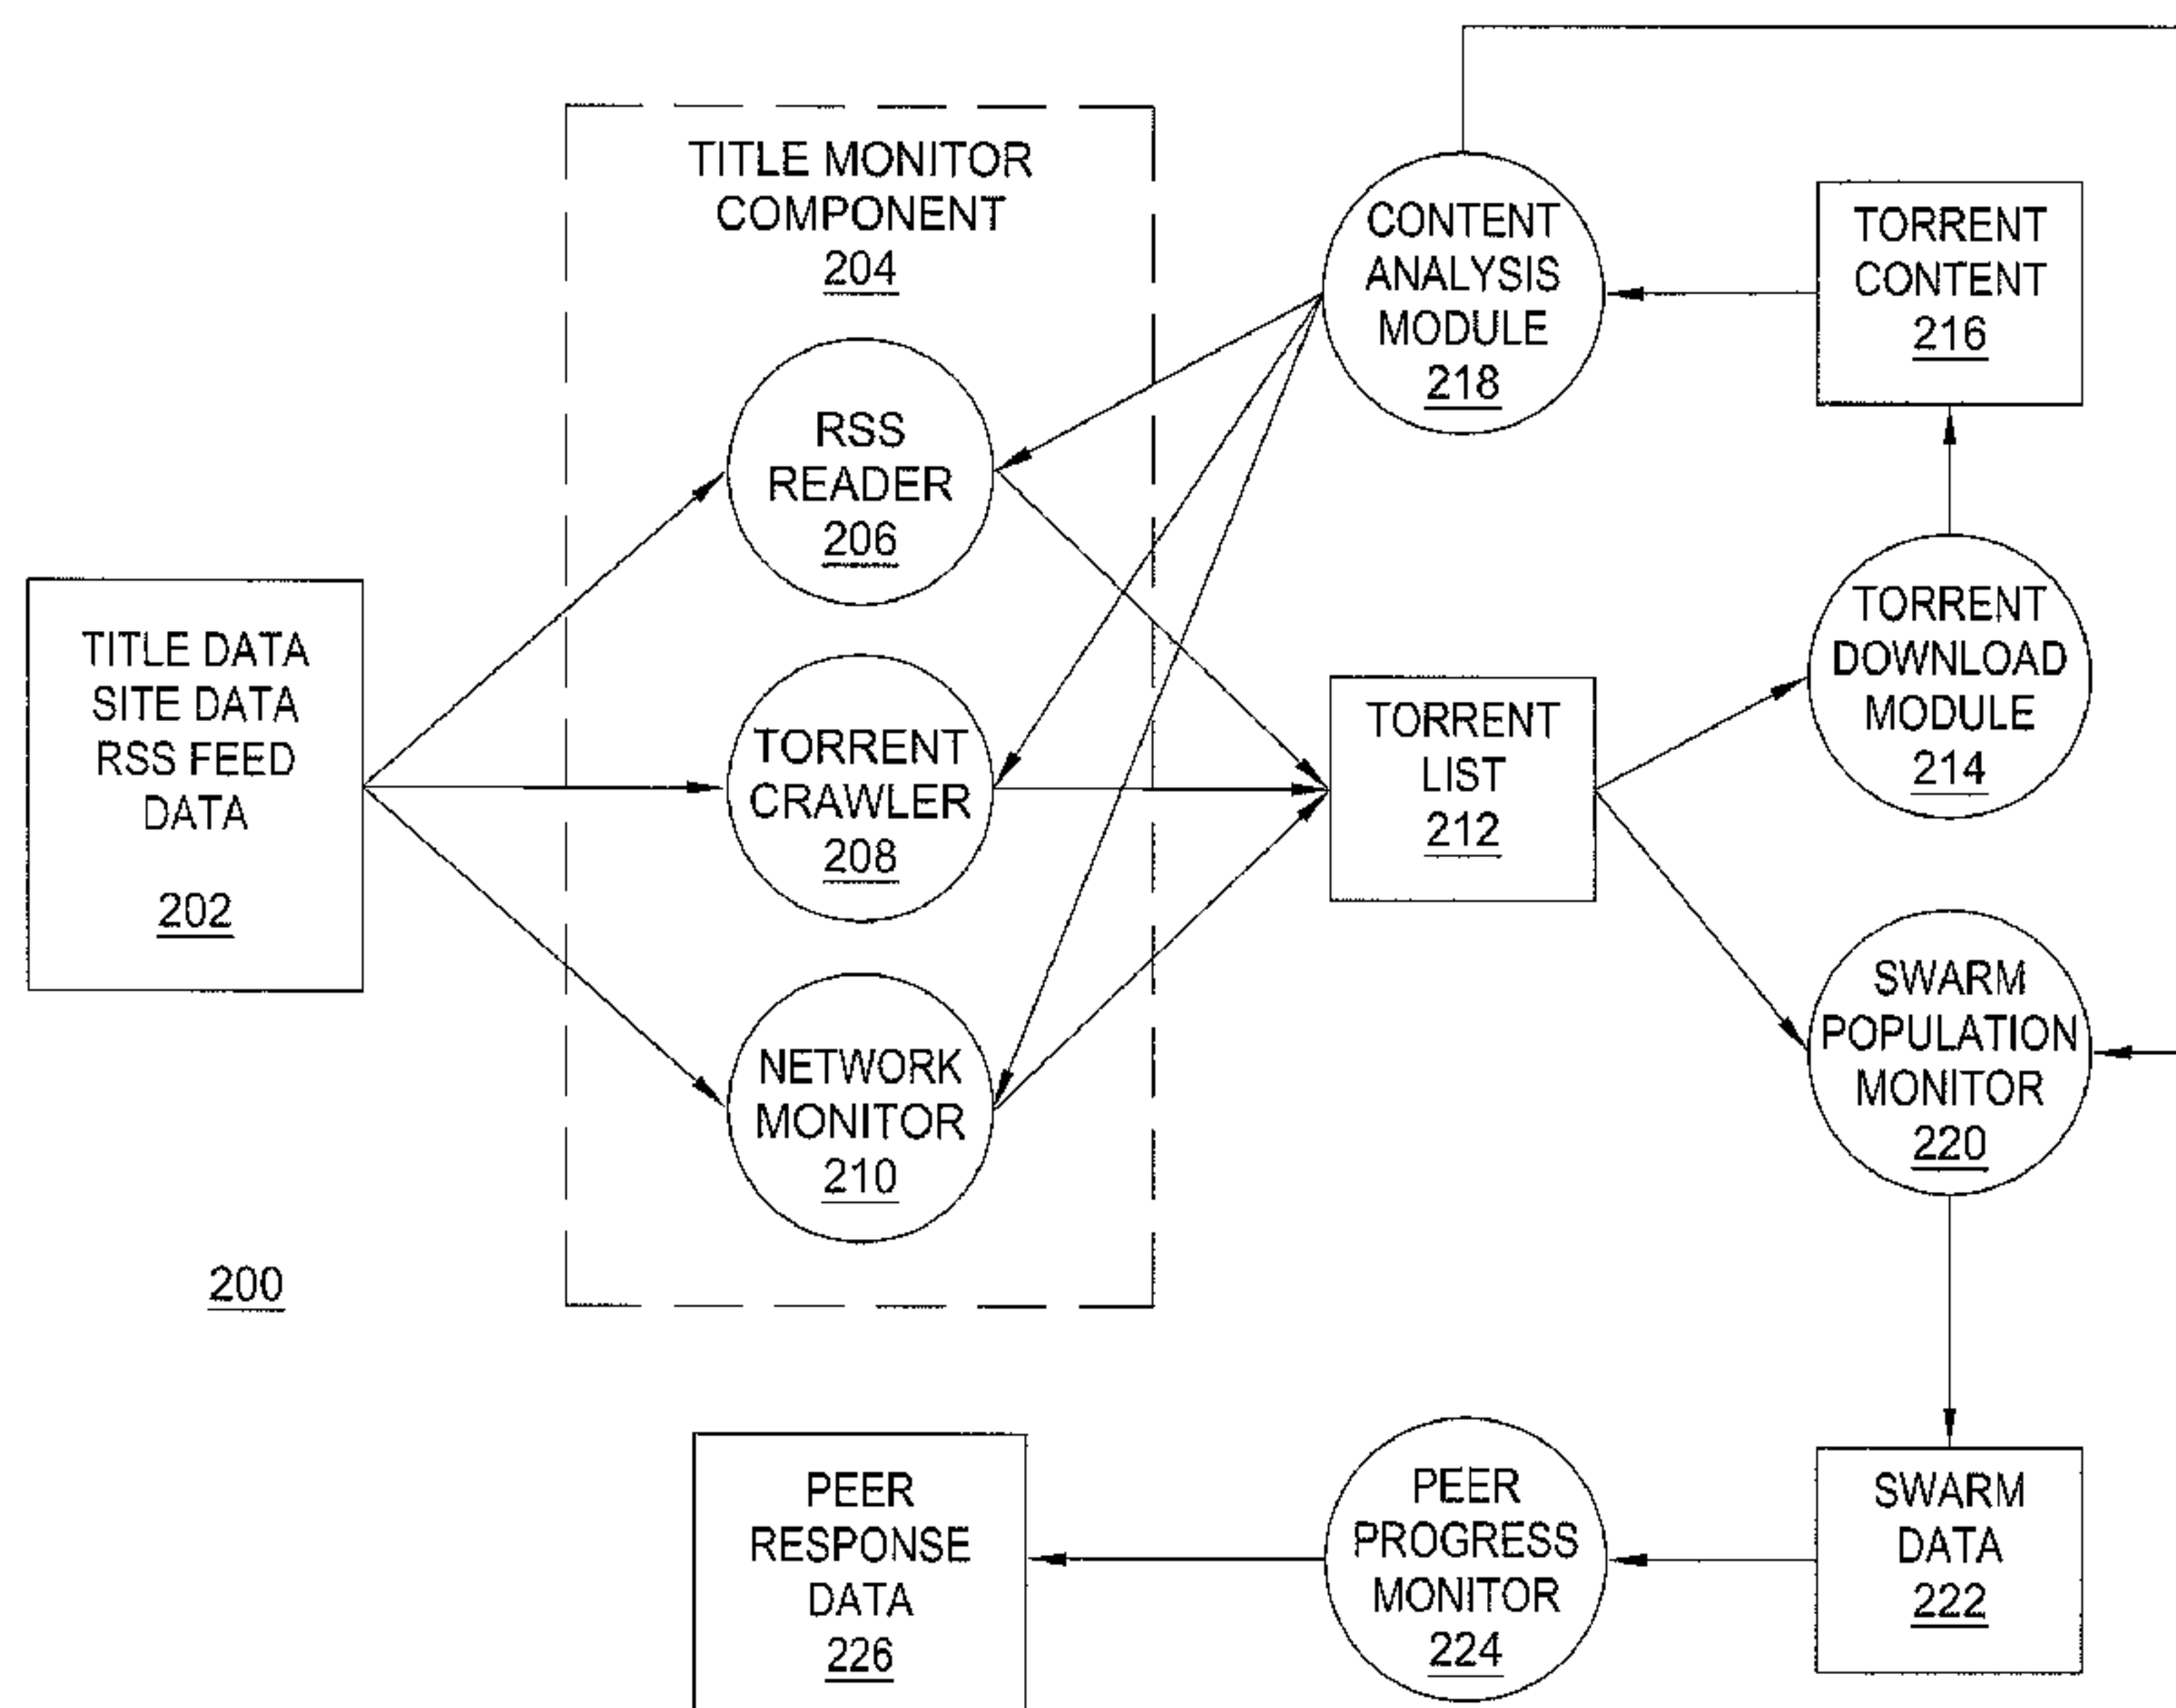 TITLE MONITOR
COMPONENT
204
RSS
READER
206
TORRENT
CRAWLER
208
NETWORK
MONITOR
210
TITLE DATA
SITE DATA
RSS FEED
DATA
202
200
CONTENT
ANALYSIS
MODULE
218
TORRENT
CONTENT
216
TORRENT
LIST
212
TORRENT
DOWNLOAD
MODULE
214
SWARM
POPULATION
MONITOR
220
SWARM
DATA
222
PEER
PROGRESS
MONITOR
224
PEER
RESPONSE
DATA
226